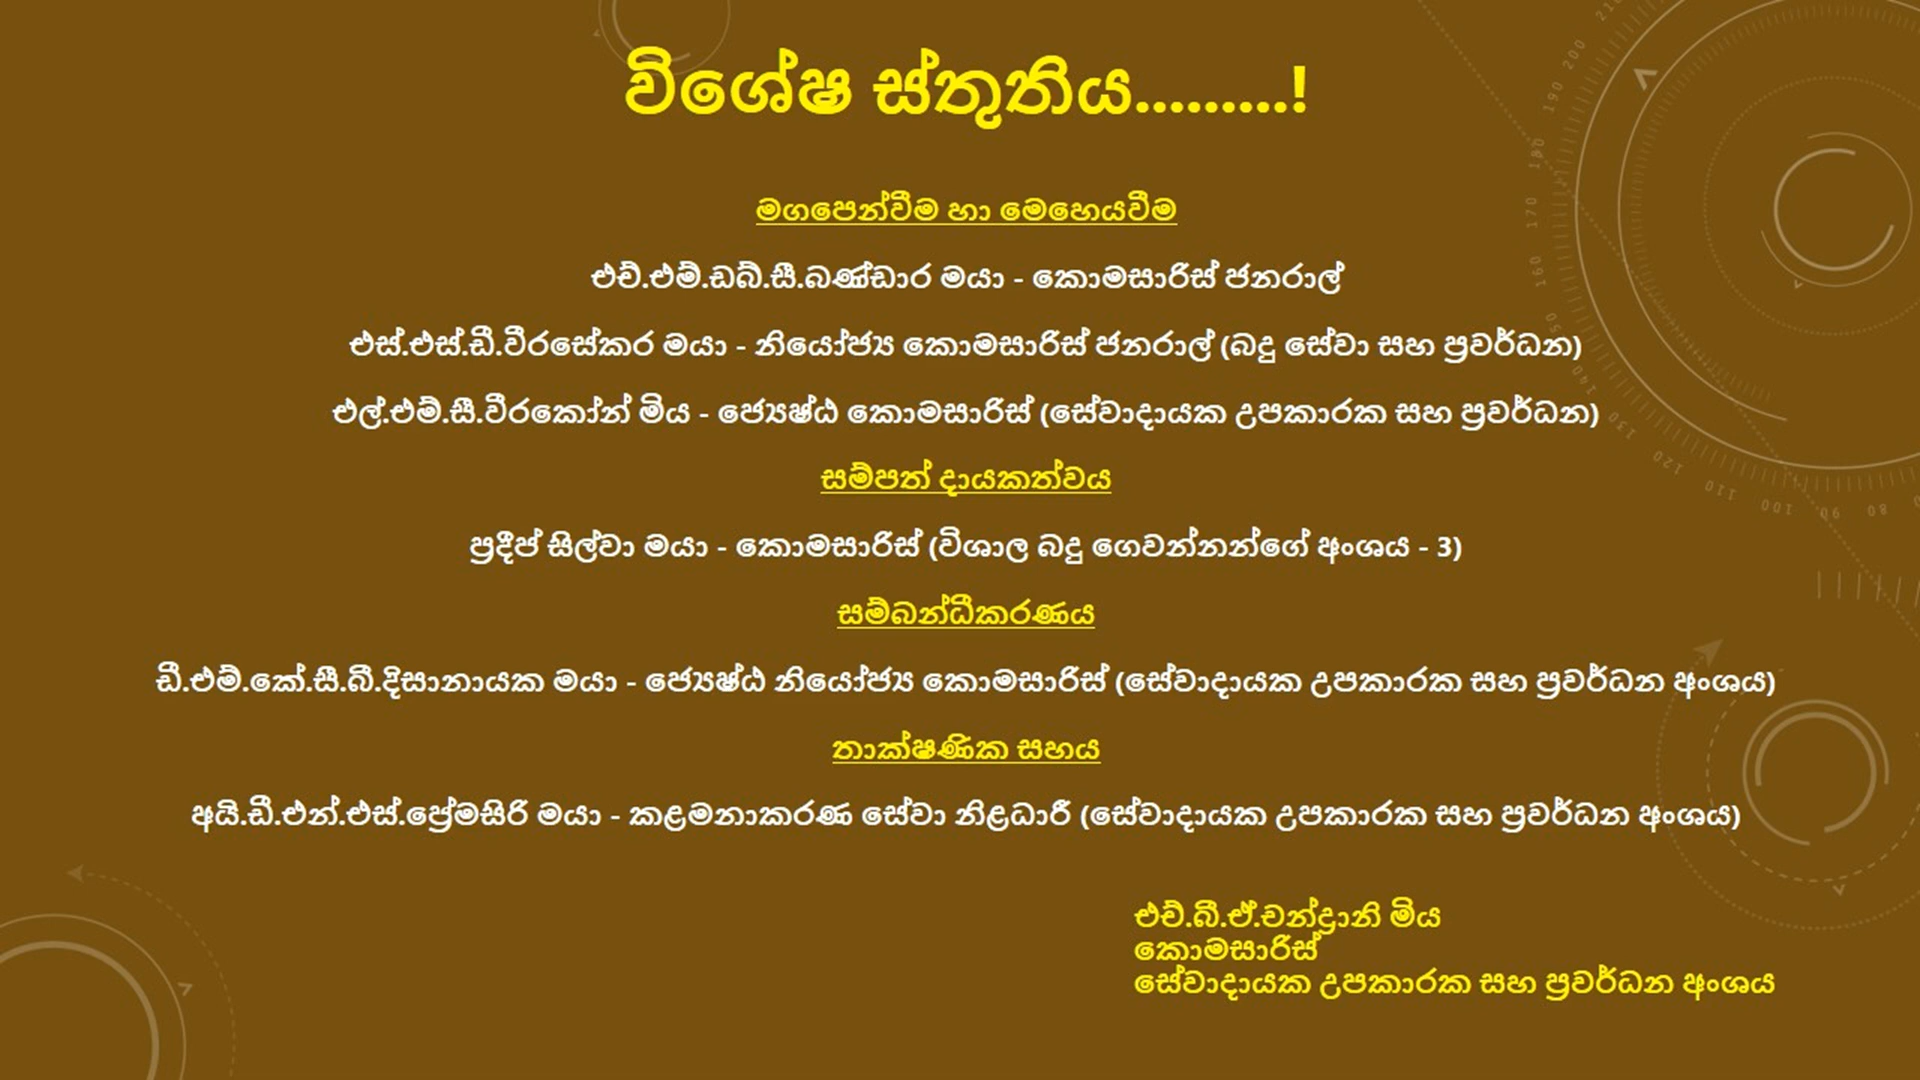 විශේෂ ස්තූතිය.........!
මගපෙන්වීම හා මෙහෙයවීම
එච්.එම්.ඩබ්.සී.බණ්ඩාර මයා - කොමසාරිස් ජනරාල්
එස්.එස්.ඩී.වීරසේකර මයා - නියෝජ්‍ය කොමසාරිස් ජනරාල් (බදු සේවා සහ ප්‍රවර්ධන)
එල්.එම්.සී.වීරකෝන් මිය - ජ්‍යෙෂ්ඨ කොමසාරිස් (සේවාදායක උපකාරක සහ ප්‍රවර්ධන)
සම්පත් දායකත්වය
ප්‍රදීප් සිල්වා මයා - කොමසාරිස් (විශාල බදු ගෙවන්නන්ගේ අංශය - 3)
සම්බන්ධීකරණය
ඩී.එම්.කේ.සී.බී.දිසානායක මයා - ජ්‍යෙෂ්ඨ නියෝජ්‍ය කොමසාරිස් (සේවාදායක උපකාරක සහ ප්‍රවර්ධන අංශය)
තාක්ෂණික සහය
අයි.ඩී.එන්.එස්.ප්‍රේමසිරි මයා - කළමනාකරණ සේවා නිළධාරී (සේවාදායක උපකාරක සහ ප්‍රවර්ධන අංශය)
එච්.බී.ඒ.චන්ද්‍රානි මිය
කොමසාරිස්
සේවාදායක උපකාරක සහ ප්‍රවර්ධන අංශය